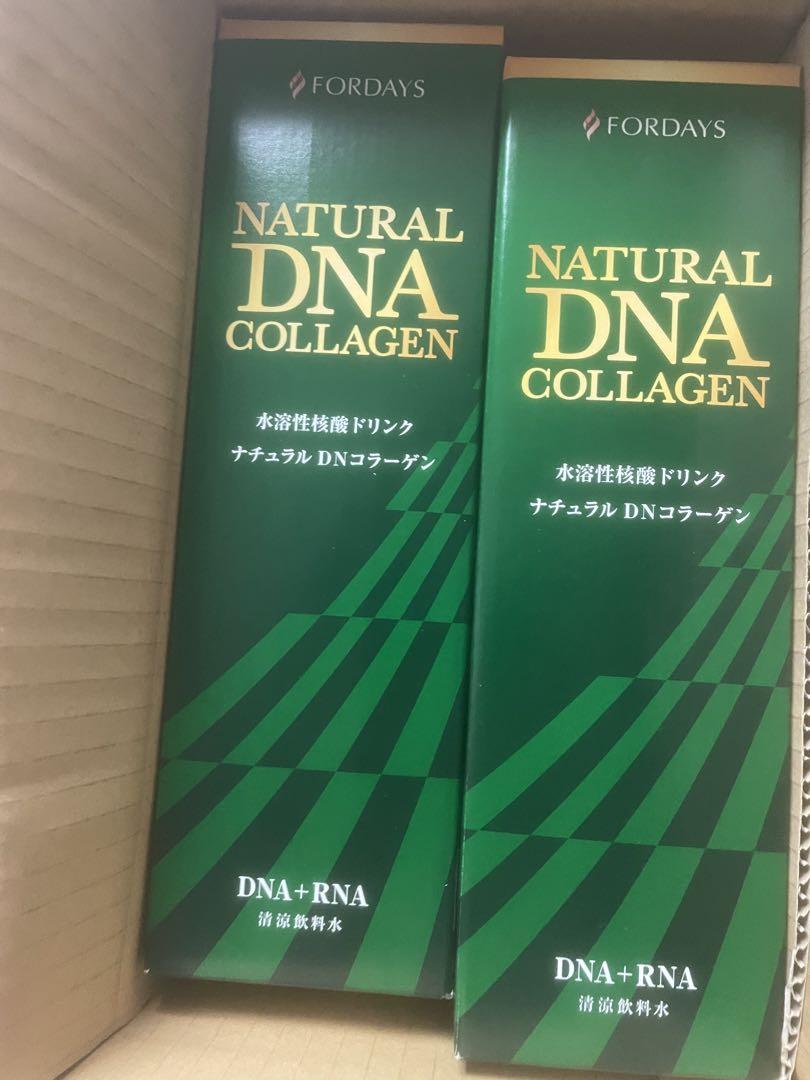 FORDAYS
NATURAL
DNA
COLLAGEN
水溶性核酸ドリンク
ナチュラル DNコラーゲン
DNA+RNA
清涼飲料水
FORDAYS
NATURAL
DNA
COLLAGEN
水溶性核酸ドリンク
ナチュラル DNコラーゲン
DNA+RNA
清涼飲料水